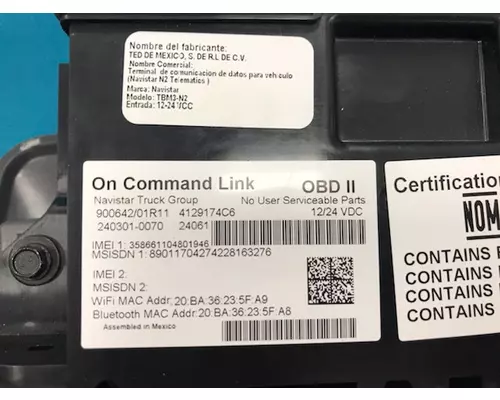 Nombre del fabricante:
TED DE MEXICO, S. DE R.L DE C.V.
Nombre Comercial:
Terminal de comunicación de datos para vehículo
(Navistar N2 Telematics )
Marca: Navistar
Modelo: TBM3-N2
Entrada: 12-24 VCC
On Command Link OBD II
Navistar Truck Group No User Serviceable Parts
900642/01R11 4129174C6 12/24 VDC
240301-0070 24061
IMEI 1: 358661104801946
MSISDN 1: 89011704274228163276
IMEI 2:
MSISDN 2:
WiFi MAC Addr:20:BA:36:23:5F:A9
Bluetooth MAC Addr:20:BA:36:23:5F:A8
Assembled in Mexico
Certification
NOM
CONTAINS
CONTAINS
CONTAINS
CONTAINS